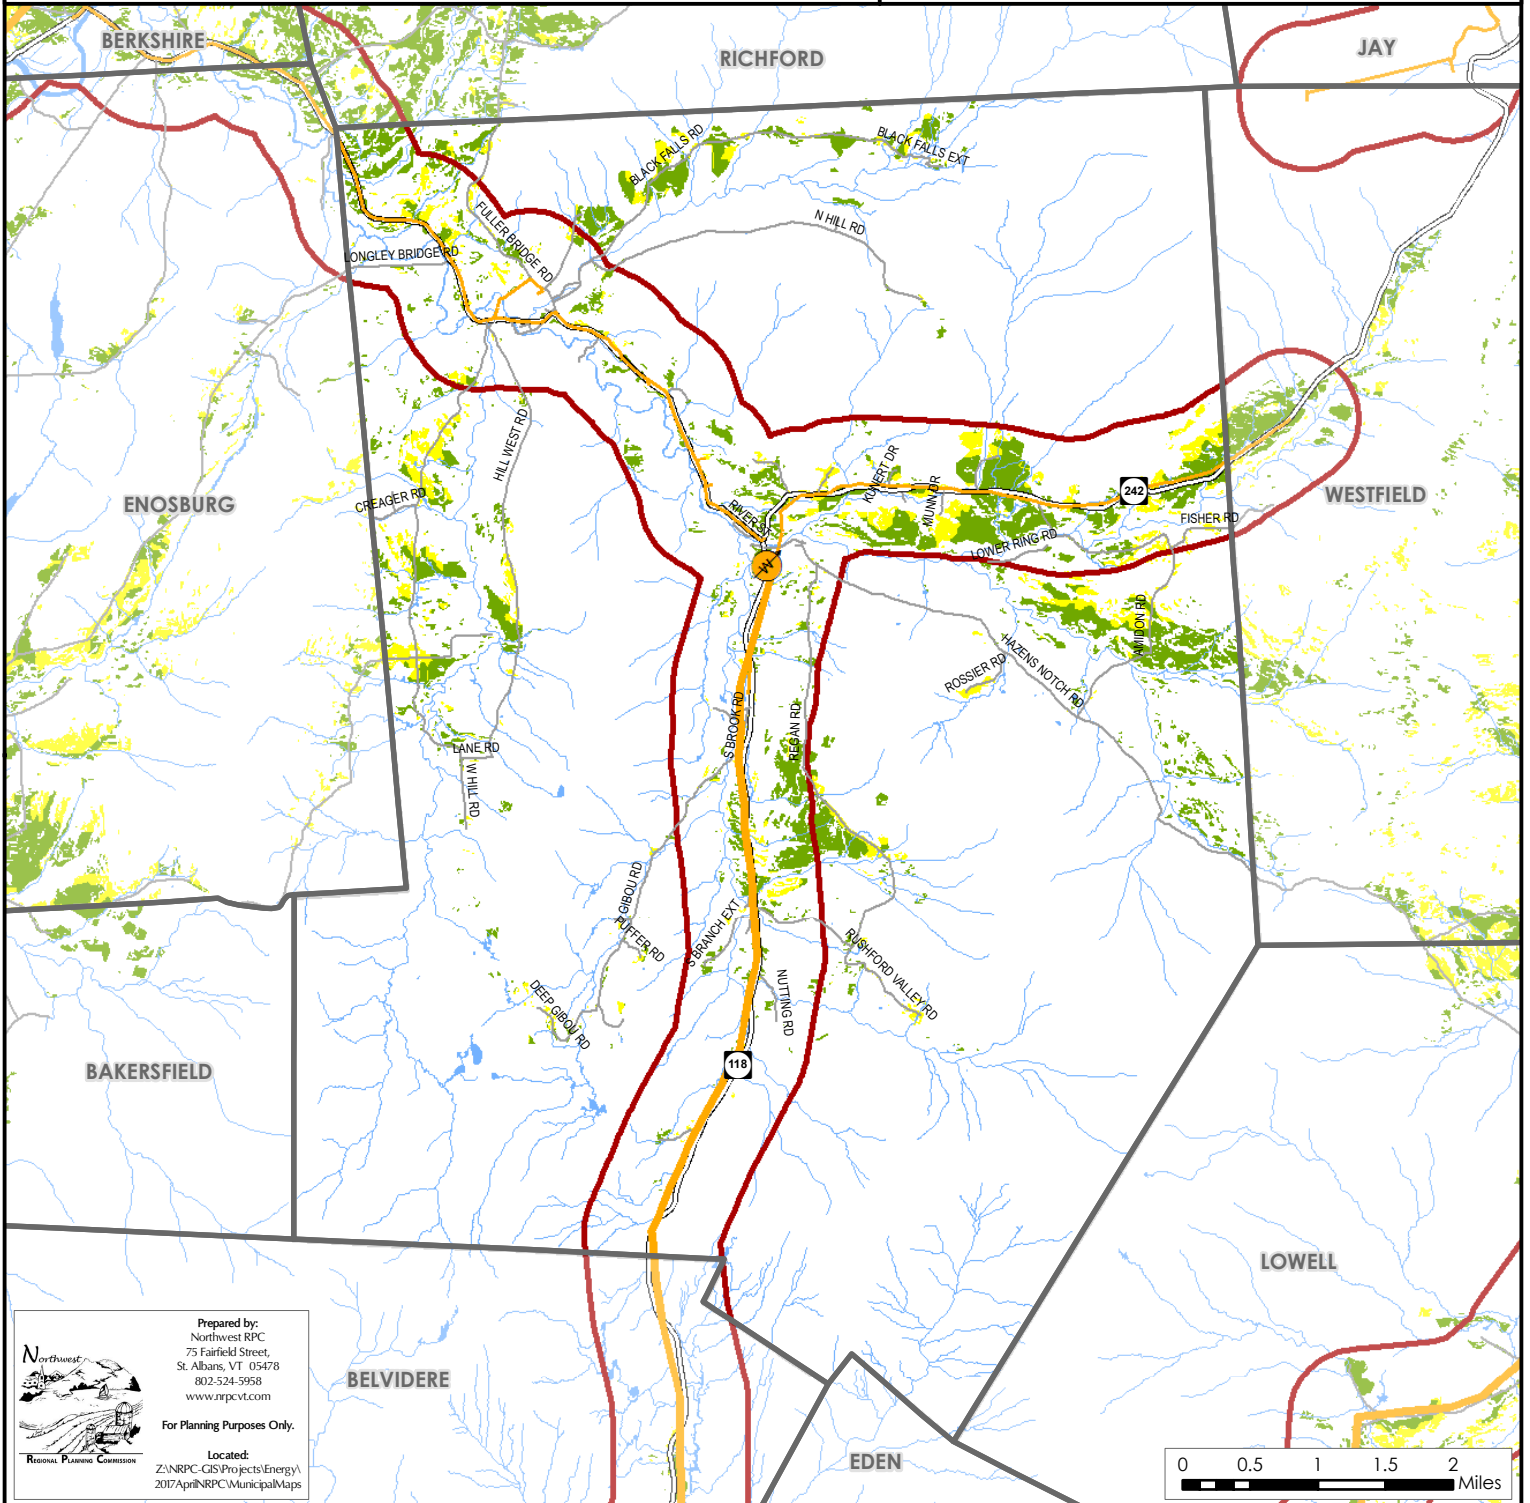 BERKSHIRE
RICHFORD
JAY
BLACK FALLS RD
BLACK FALLS EXT
FULLER BRIDGE RD
N HILL RD
LONGLEY BRIDGE RD
HILL WEST RD
CREAGER RD
ENOSBURG
KUNERT DR
MUNN DR
242
WESTFIELD
RIVER ST
FISHER RD
LOWER RING RD
W
AMIDON RD
HAZENS NOTCH RD
ROSSIER RD
S BROOK RD
REGAN RD
LANE RD
W HILL RD
GIBOU RD
PUFFER RD
S BRANCH EXT
RUSHFORD VALLEY RD
DEEP GIBOU RD
NUTTING RD
118
BAKERSFIELD
LOWELL
BELVIDERE
EDEN
Northwest
REGIONAL PLANNING COMMISSION
Prepared by:
Northwest RPC
75 Fairfield Street,
St. Albans, VT 05478
802-524-5958
www.nrpcvt.com
For Planning Purposes Only.
Located:
Z:\NRPC-GIS\Projects\Energy\
2017AprilNRPC\MunicipalMaps
0 0.5 1 1.5 2
Miles